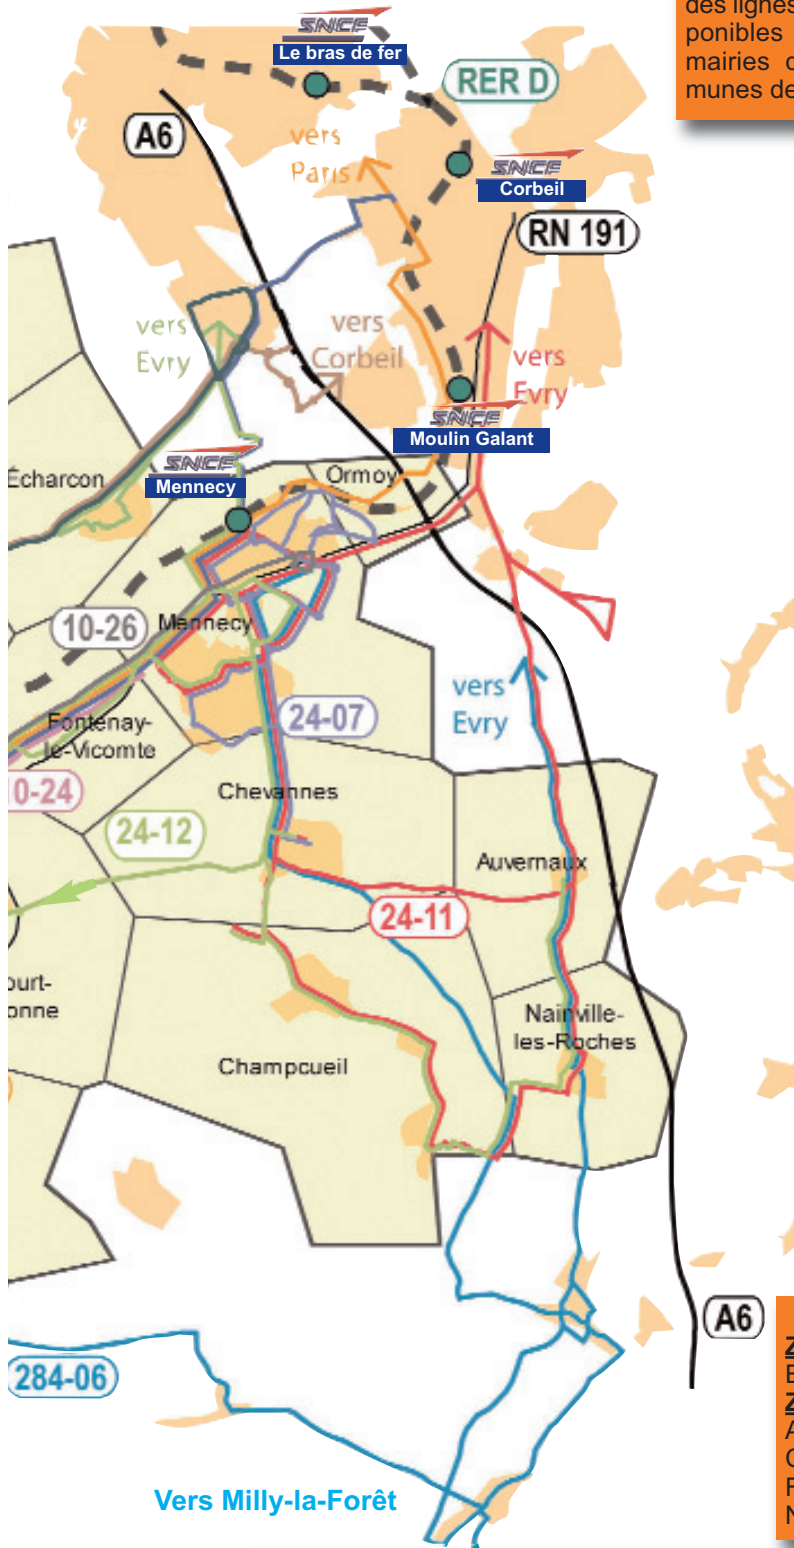 des lignes
ponibles
mairies
munes de
SNCF
Le bras de fer
RER D
A6
vers
Paris
SNCF
Corbeil
RN 191
vers
Evry
vers
Corbeil
vers
Evry
SNCF
Moulin Galant
SNCF
Mennecy
Écharcon
Ormoy
10-26
Mennecy
vers
Evry
24-07
Fontenay-
le-Vicomte
0-24
Chevannes
24-12
Auvernaux
24-11
ourt-
onne
Nainville-
les-Roches
Champcueil
A6
284-06
Vers Milly-la-Forêt